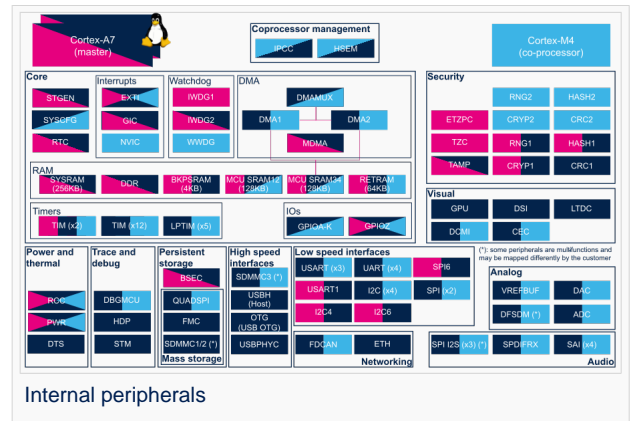 Cortex-A7
(master)
Coprocessor management
IPCC
HSEM
Cortex-M4
(co-processor)
Core
STGEN
SYSCFG
RTC
Interrupts
EXTI
GIC
NVIC
Watchdog
IWDG1
IWDG2
WWDG
DMA
DMAMUX
DMA1
DMA2
MDMA
Security
RNG2
HASH2
ETZPC
CRYP2
CRC2
TZC
RNG1
HASH1
TAMP
CRYP1
CRC1
RAM
SYSRAM
(256KB)
DDR
BKPSRAM
(4KB)
MCU SRAM12
(128KB)
MCU SRAM34
(128KB)
RETRAM
(64KB)
Timers
TIM (x2)
TIM (x12)
LPTIM (x5)
IOs
GPIOA-K
GPIOZ
Visual
GPU
DSI
LTDC
DCMI
CEC
(*): some peripherals are multifunctions and
may be mapped differently by the customer
Power and
thermal
RCC
PWR
DTS
Trace and
debug
DBGMCU
HDP
STM
Persistent
storage
BSEC
QUADSPI
FMC
SDMMC1/2 (*)
Mass storage
High speed
interfaces
SDMMC3 (*)
USBH
(Host)
OTG
(USB OTG)
USBPHYC
Low speed interfaces
USART (x3)
UART (x4)
SPI6
USART1
I2C (x4)
SPI (x2)
I2C4
I2C6
FDCAN
ETH
Networking
Analog
VREFBUF
DAC
DFSDM (*)
ADC
SPI I2S (x3) (*)
SPDIFRX
SAI (x4)
Audio
Internal peripherals